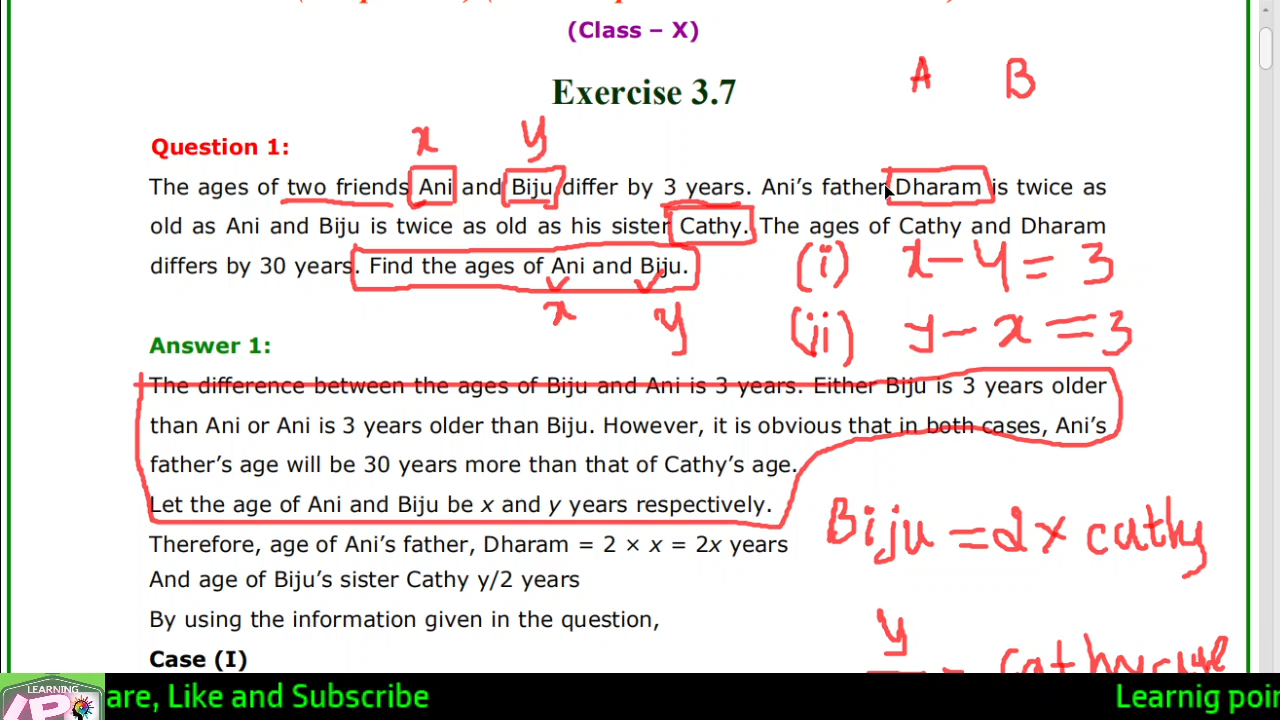 (Class – X)
A B
Exercise 3.7
x y
Question 1:
The ages of two friends Ani and Biju differ by 3 years. Ani's father Dharam is twice as
old as Ani and Biju is twice as old as his sister Cathy. The ages of Cathy and Dharam
differs by 30 years. Find the ages of Ani and Biju.
(i) x - y = 3
x y
(ii) y - x = 3
Answer 1:
The difference between the ages of Biju and Ani is 3 years. Either Biju is 3 years older
than Ani or Ani is 3 years older than Biju. However, it is obvious that in both cases, Ani's
father's age will be 30 years more than that of Cathy's age.
Let the age of Ani and Biju be x and y years respectively.
Biju = 2 x cathy
Therefore, age of Ani's father, Dharam = 2 × x = 2x years
And age of Biju's sister Cathy y/2 years
By using the information given in the question,
y
Case (I)
LEARNING
are, Like and Subscribe
Learnig poi